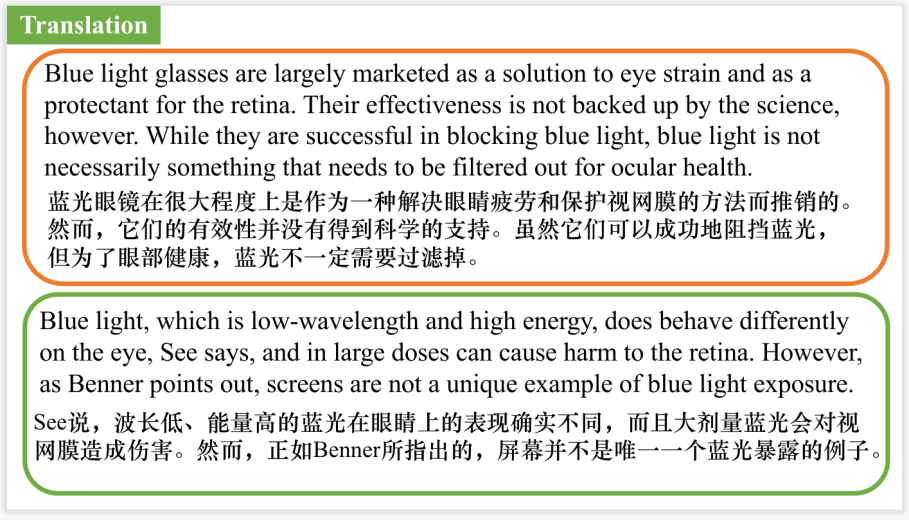 Translation
Blue light glasses are largely marketed as a solution to eye strain and as a
protectant for the retina. Their effectiveness is not backed up by the science,
however. While they are successful in blocking blue light, blue light is not
necessarily something that needs to be filtered out for ocular health.
蓝光眼镜在很大程度上是作为一种解决眼睛疲劳和保护视网膜的方法而推销的。
然而，它们的有效性并没有得到科学的支持。虽然它们可以成功地阻挡蓝光，
但为了眼部健康，蓝光不一定需要过滤掉。
Blue light, which is low-wavelength and high energy, does behave differently
on the eye, See says, and in large doses can cause harm to the retina. However,
as Benner points out, screens are not a unique example of blue light exposure.
See说，波长低、能量高的蓝光在眼睛上的表现确实不同，而且大剂量蓝光会对视
网膜造成伤害。然而，正如Benner所指出的，屏幕并不是唯一一个蓝光暴露的例子。